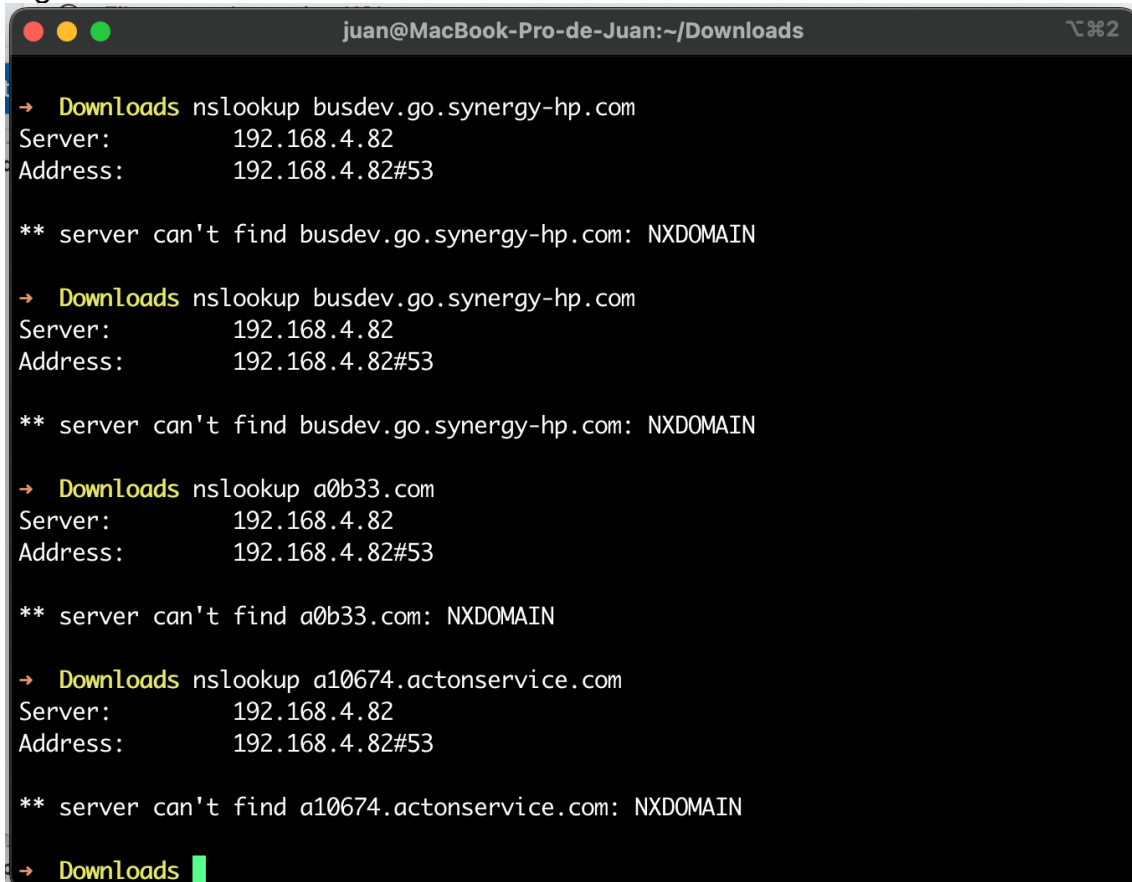 juan@MacBook-Pro-de-Juan:~/Downloads ⌥⌘2
→ Downloads nslookup busdev.go.synergy-hp.com
Server: 192.168.4.82
Address: 192.168.4.82#53
** server can't find busdev.go.synergy-hp.com: NXDOMAIN
→ Downloads nslookup busdev.go.synergy-hp.com
Server: 192.168.4.82
Address: 192.168.4.82#53
** server can't find busdev.go.synergy-hp.com: NXDOMAIN
→ Downloads nslookup a0b33.com
Server: 192.168.4.82
Address: 192.168.4.82#53
** server can't find a0b33.com: NXDOMAIN
→ Downloads nslookup a10674.actonservice.com
Server: 192.168.4.82
Address: 192.168.4.82#53
** server can't find a10674.actonservice.com: NXDOMAIN
→ Downloads